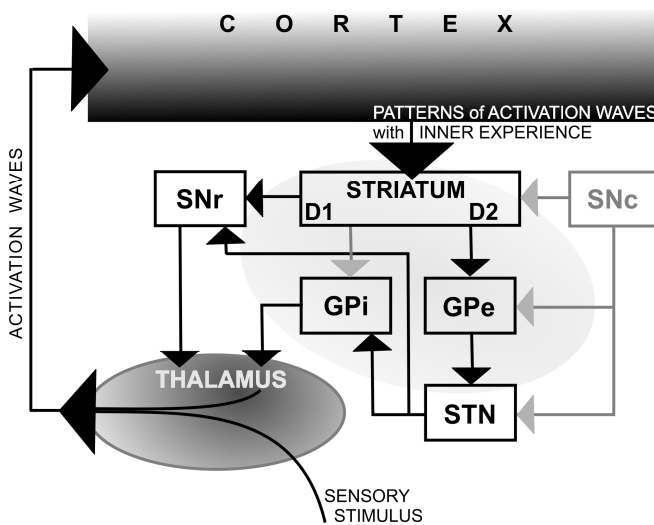 CORTEX
PATTERNS of ACTIVATION WAVES
with INNER EXPERIENCE
ACTIVATION WAVES
STRIATUM
D1 D2
SNr
SNc
GPi
GPe
THALAMUS
STN
SENSORY
STIMULUS